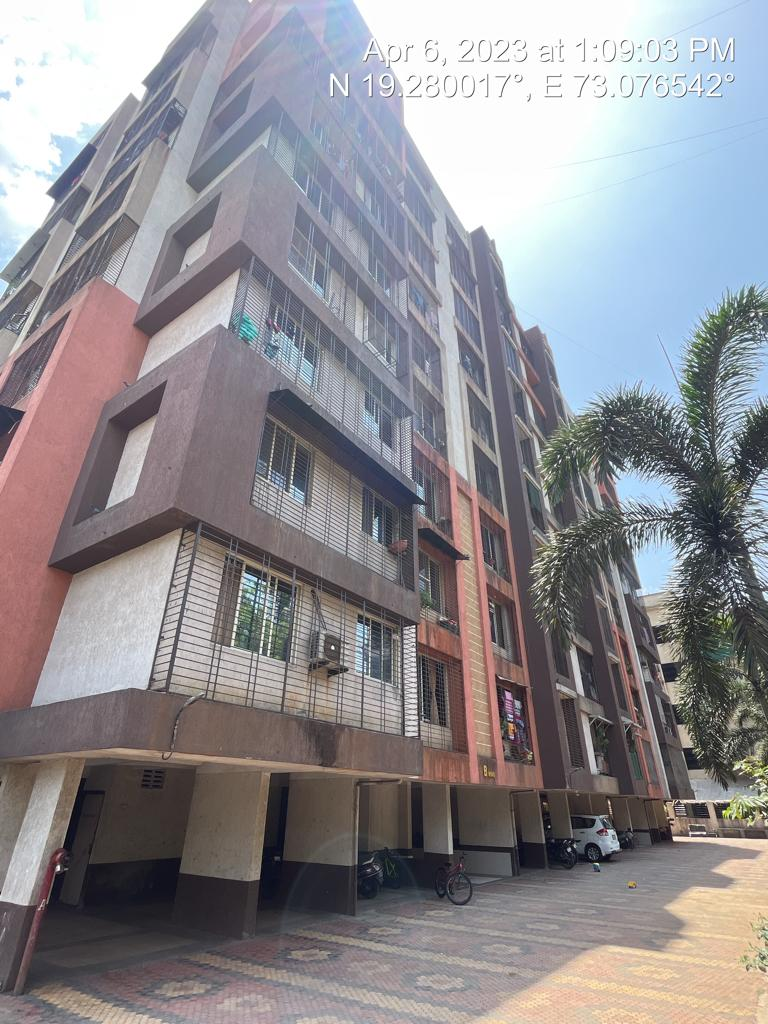 Apr 6, 2023 at 1:09:03 PM
N 19.280017°, E 73.076542°
B